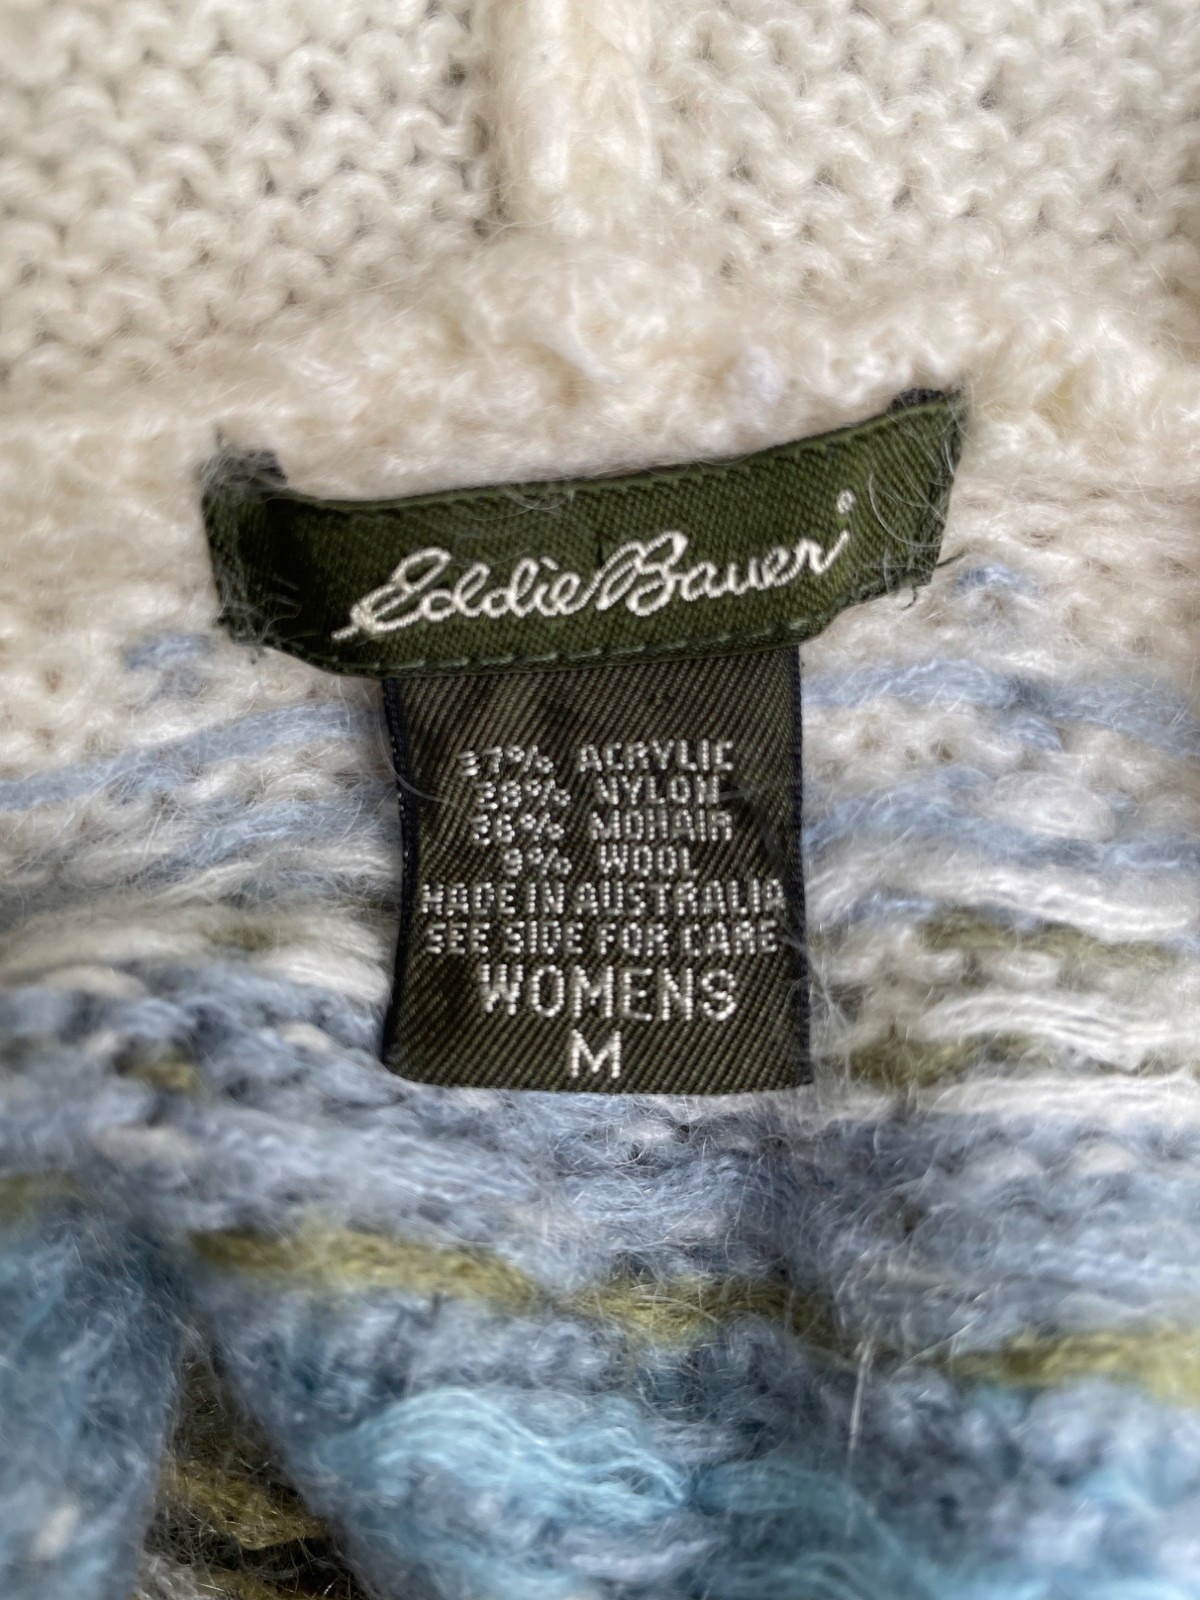 Eddie Bauer®
37% ACRYLIC
28% NYLON
26% MOHAIR
9% WOOL
MADE IN AUSTRALIA
SEE SIDE FOR CARE
WOMENS
M